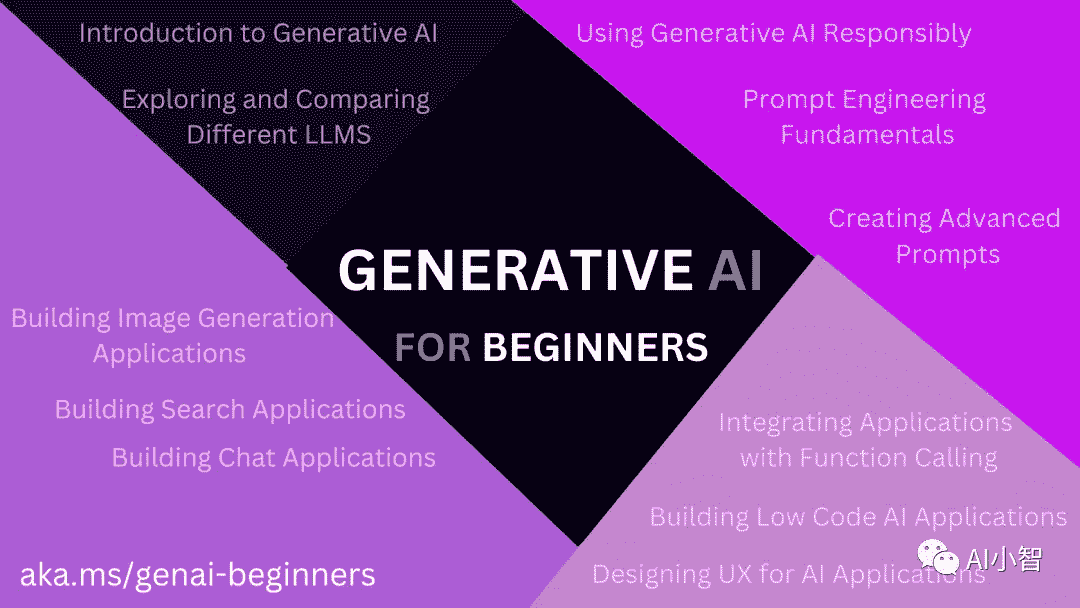 Introduction to Generative AI
Exploring and Comparing
Different LLMS
Using Generative AI Responsibly
Prompt Engineering
Fundamentals
Creating Advanced
Prompts
GENERATIVE AI
FOR BEGINNERS
Building Image Generation
Applications
Building Search Applications
Building Chat Applications
Integrating Applications
with Function Calling
Building Low Code AI Applications
Designing UX for AI Applications
aka.ms/genai-beginners
AI小智